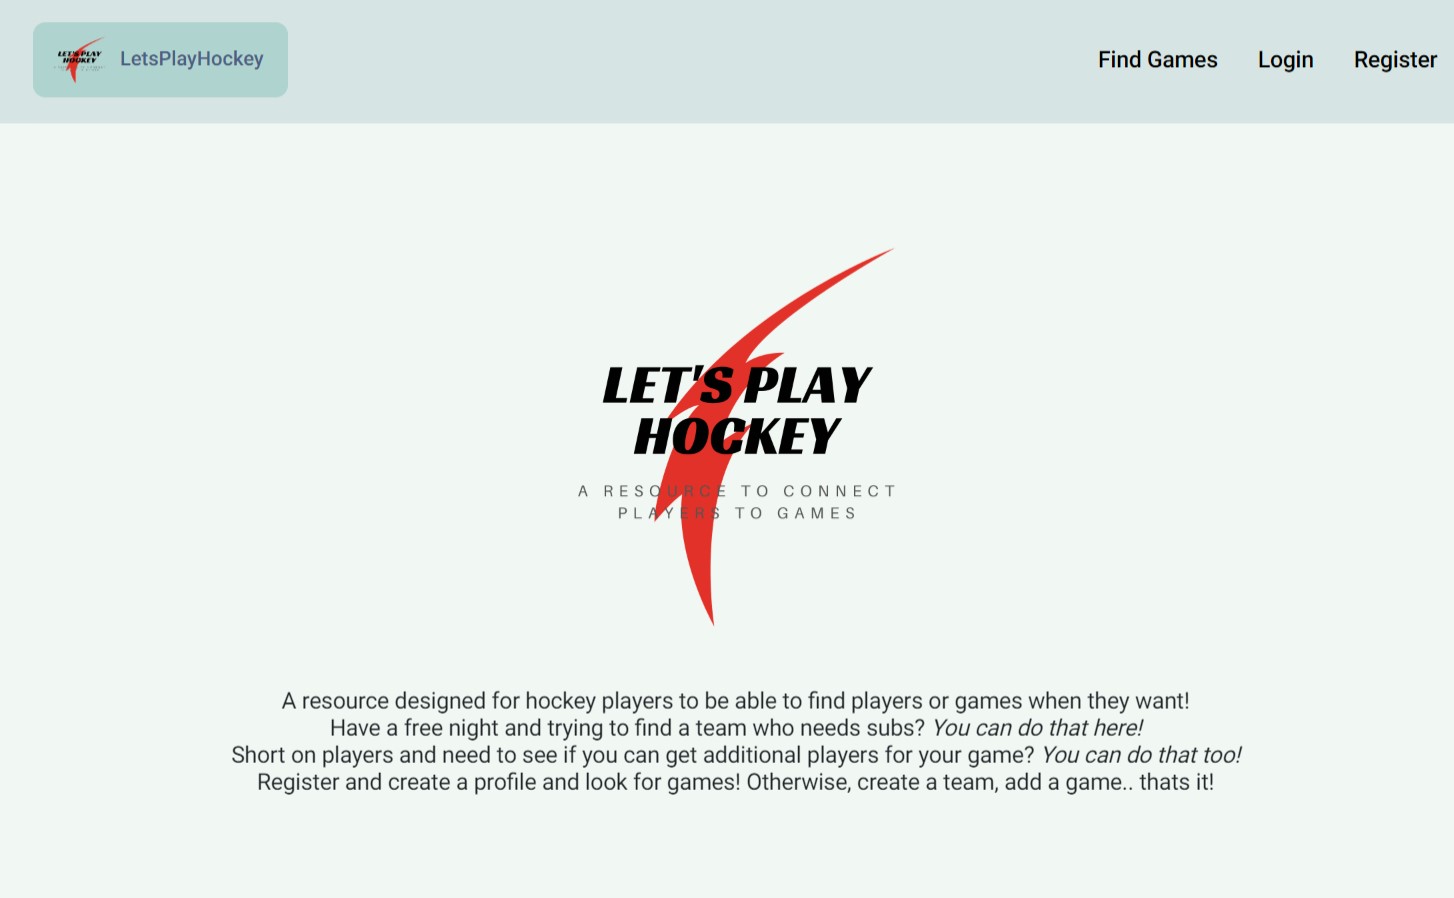 LET'S PLAY
HOCKEY
LetsPlayHockey
Find Games
Login
Register
LET'S PLAY
HOCKEY
A RESOURCE TO CONNECT
PLAYERS TO GAMES
A resource designed for hockey players to be able to find players or games when they want!
Have a free night and trying to find a team who needs subs? You can do that here!
Short on players and need to see if you can get additional players for your game? You can do that too!
Register and create a profile and look for games! Otherwise, create a team, add a game.. thats it!